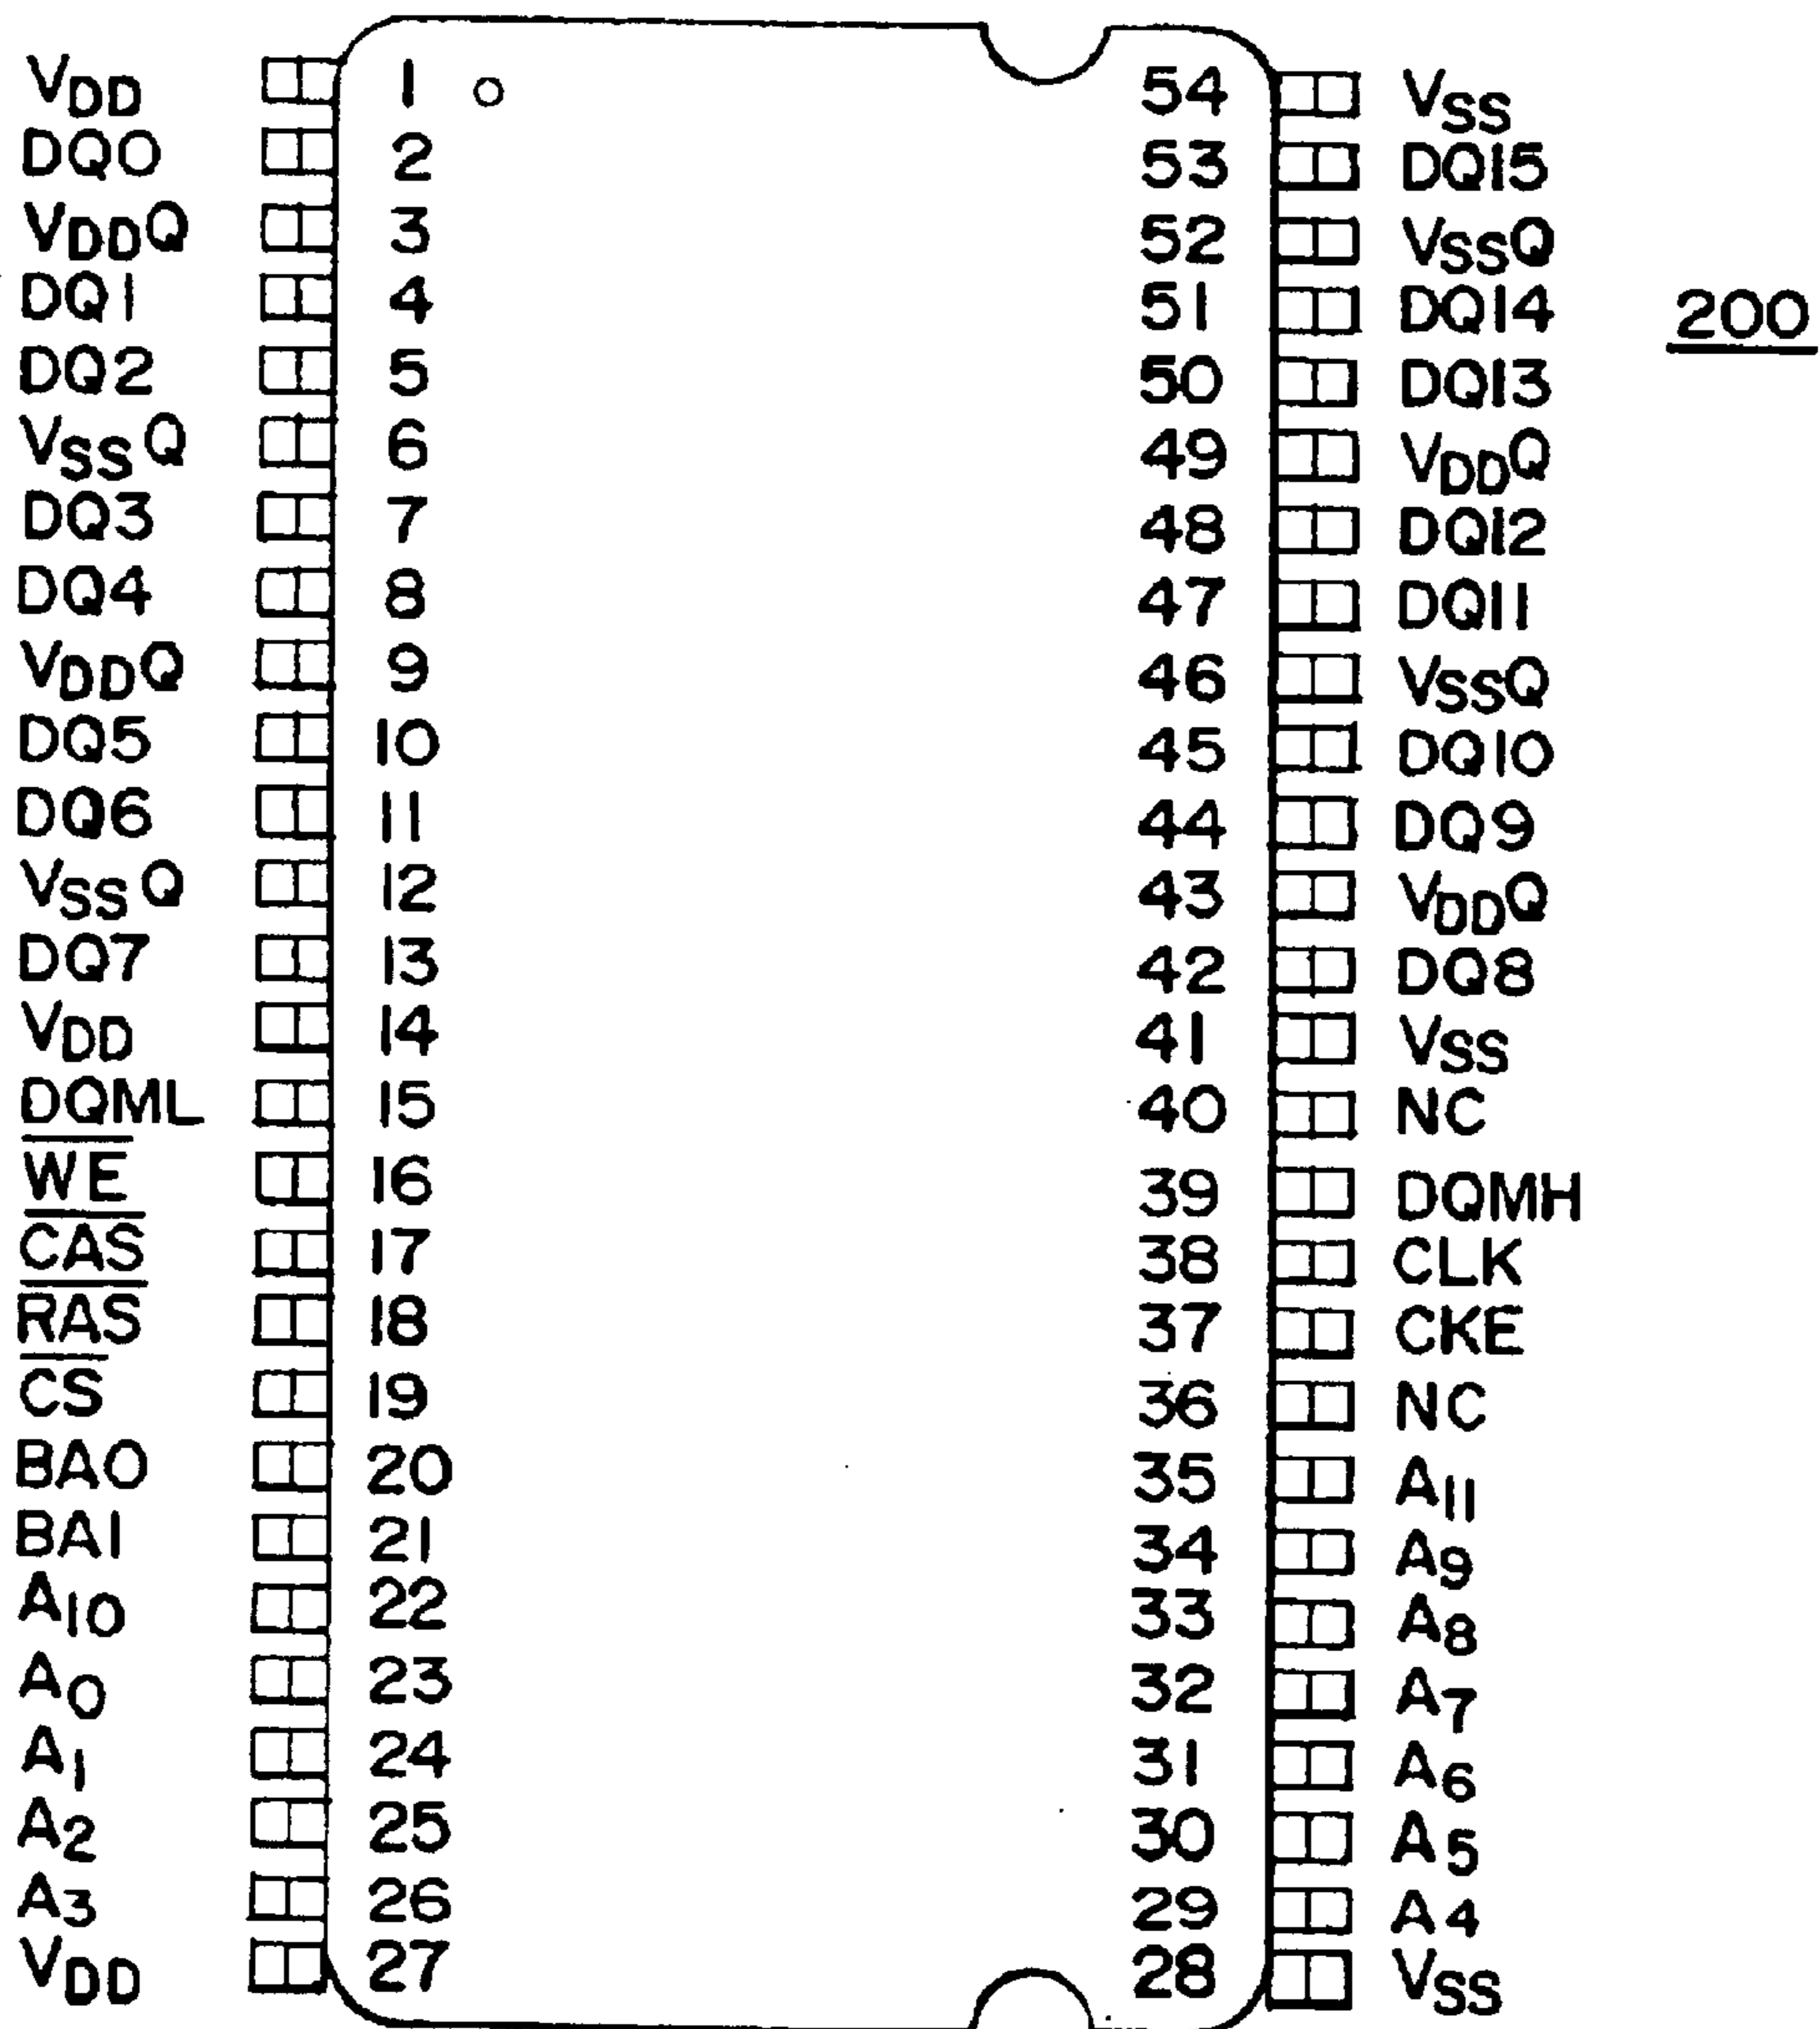 VDD 1 54 VSS
DQ0 2 53 DQ15
VDDQ 3 52 VSSQ
DQ1 4 51 DQ14 200
DQ2 5 50 DQ13
VSSQ 6 49 VDDQ
DQ3 7 48 DQ12
DQ4 8 47 DQ11
VDDQ 9 46 VSSQ
DQ5 10 45 DQ10
DQ6 11 44 DQ9
VSSQ 12 43 VDDQ
DQ7 13 42 DQ8
VDD 14 41 VSS
DQML 15 40 NC
W̅E̅ 16 39 DQMH
C̅A̅S̅ 17 38 CLK
R̅A̅S̅ 18 37 CKE
C̅S̅ 19 36 NC
BA0 20 35 A11
BA1 21 34 A9
A10 22 33 A8
A0 23 32 A7
A1 24 31 A6
A2 25 30 A5
A3 26 29 A4
VDD 27 28 VSS